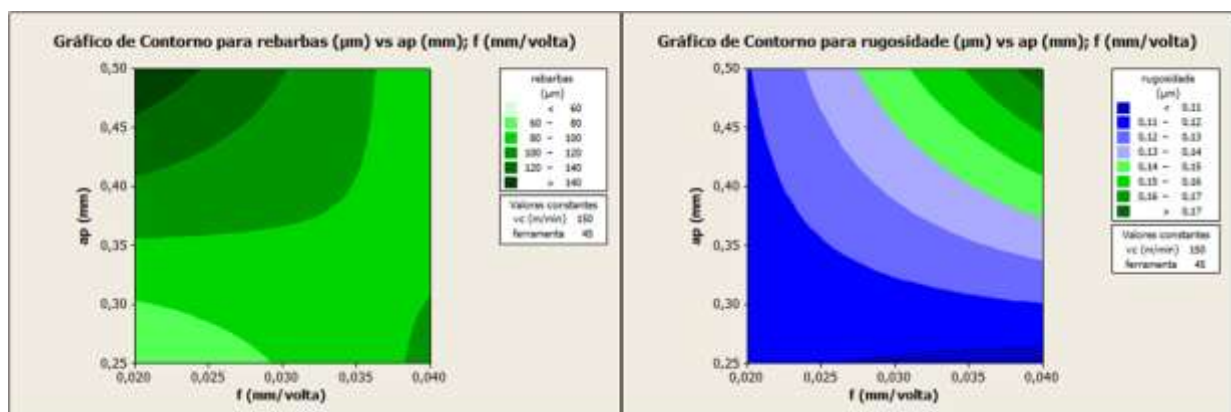 Gráfico de Contorno para rebarbas (µm) vs ap (mm); f (mm/volta)
0,50
0,45
0,40
0,35
0,30
0,25
ap (mm)
0,020 0,025 0,030 0,035 0,040
f (mm/volta)
rebarbas
(µm)
< 60
60 – 80
80 – 100
100 – 120
120 – 140
> 140
Valores constantes
vc (m/min) 150
ferramenta 45
Gráfico de Contorno para rugosidade (µm) vs ap (mm); f (mm/volta)
0,50
0,45
0,40
0,35
0,30
0,25
ap (mm)
0,020 0,025 0,030 0,035 0,040
f (mm/volta)
rugosidade
(µm)
< 0,11
0,11 – 0,12
0,12 – 0,13
0,13 – 0,14
0,14 – 0,15
0,15 – 0,16
0,16 – 0,17
> 0,17
Valores constantes
vc (m/min) 150
ferramenta 45